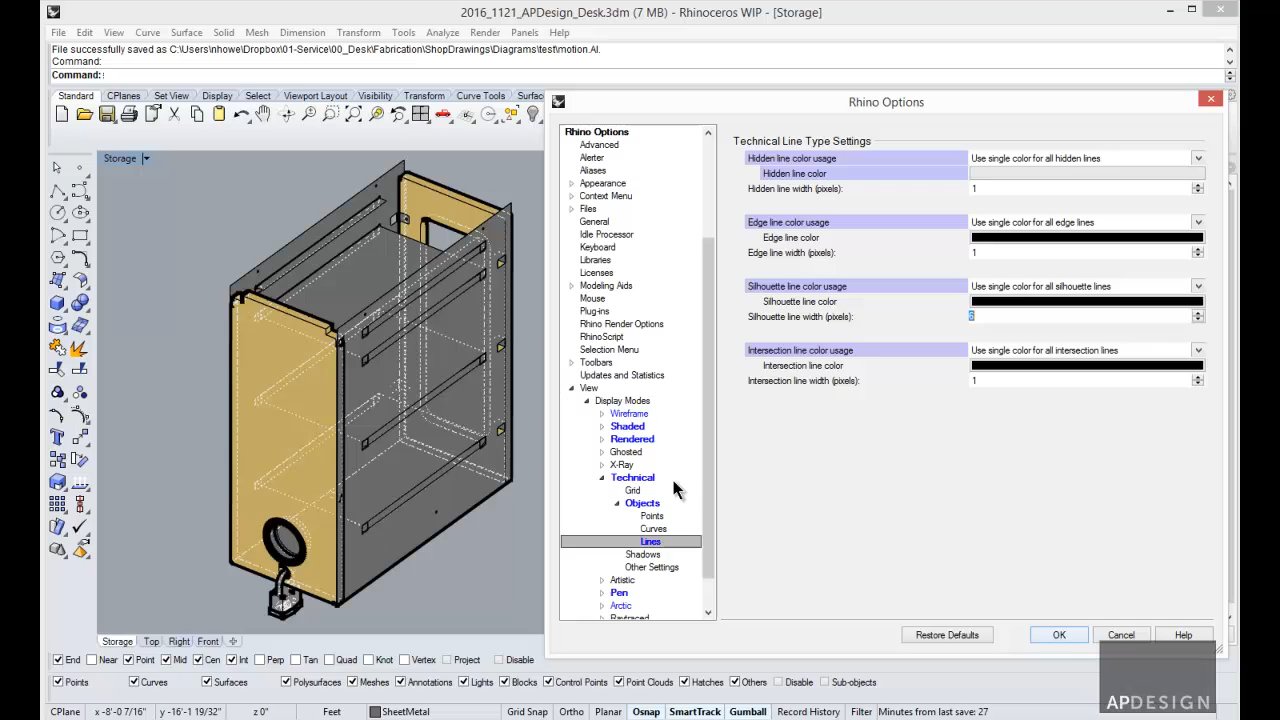 2016_1121_APDesign_Desk.3dm (7 MB) - Rhinoceros WIP - [Storage]
File Edit View Curve Surface Solid Mesh Dimension Transform Tools Analyze Render Panels Help
File successfully saved as C:\Users\nhowe\Dropbox\01-Service\00_Desk\Fabrication\ShopDrawings\Diagrams\test\motion.AI.
Command:
Command: !
Standard CPlanes Set View Display Select Viewport Layout Visibility Transform Curve Tools Surfac
Storage
Rhino Options
Rhino Options
Advanced
Alerter
Aliases
Appearance
Context Menu
Files
General
Idle Processor
Keyboard
Libraries
Licenses
Modeling Aids
Mouse
Plug-ins
Rhino Render Options
RhinoScript
Selection Menu
Toolbars
Updates and Statistics
View
Display Modes
Wireframe
Shaded
Rendered
Ghosted
X-Ray
Technical
Grid
Objects
Points
Curves
Lines
Shadows
Other Settings
Artistic
Pen
Arctic
Raytraced
Technical Line Type Settings
Hidden line color usage Use single color for all hidden lines
Hidden line color
Hidden line width (pixels): 1
Edge line color usage Use single color for all edge lines
Edge line color
Edge line width (pixels): 1
Silhouette line color usage Use single color for all silhouette lines
Silhouette line color
Silhouette line width (pixels): 6
Intersection line color usage Use single color for all intersection lines
Intersection line color
Intersection line width (pixels): 1
Restore Defaults OK Cancel Help
Storage Top Right Front
End Near Point Mid Cen Int Perp Tan Quad Knot Vertex Project Disable
Points Curves Surfaces Polysurfaces Meshes Annotations Lights Blocks Control Points Point Clouds Hatches Others Disable Sub-objects
CPlane x -8'-0 7/16" y -16'-1 19/32" z 0" Feet SheetMetal Grid Snap Ortho Planar Osnap SmartTrack Gumball Record History Filter Minutes from last save: 27
APDESIGN